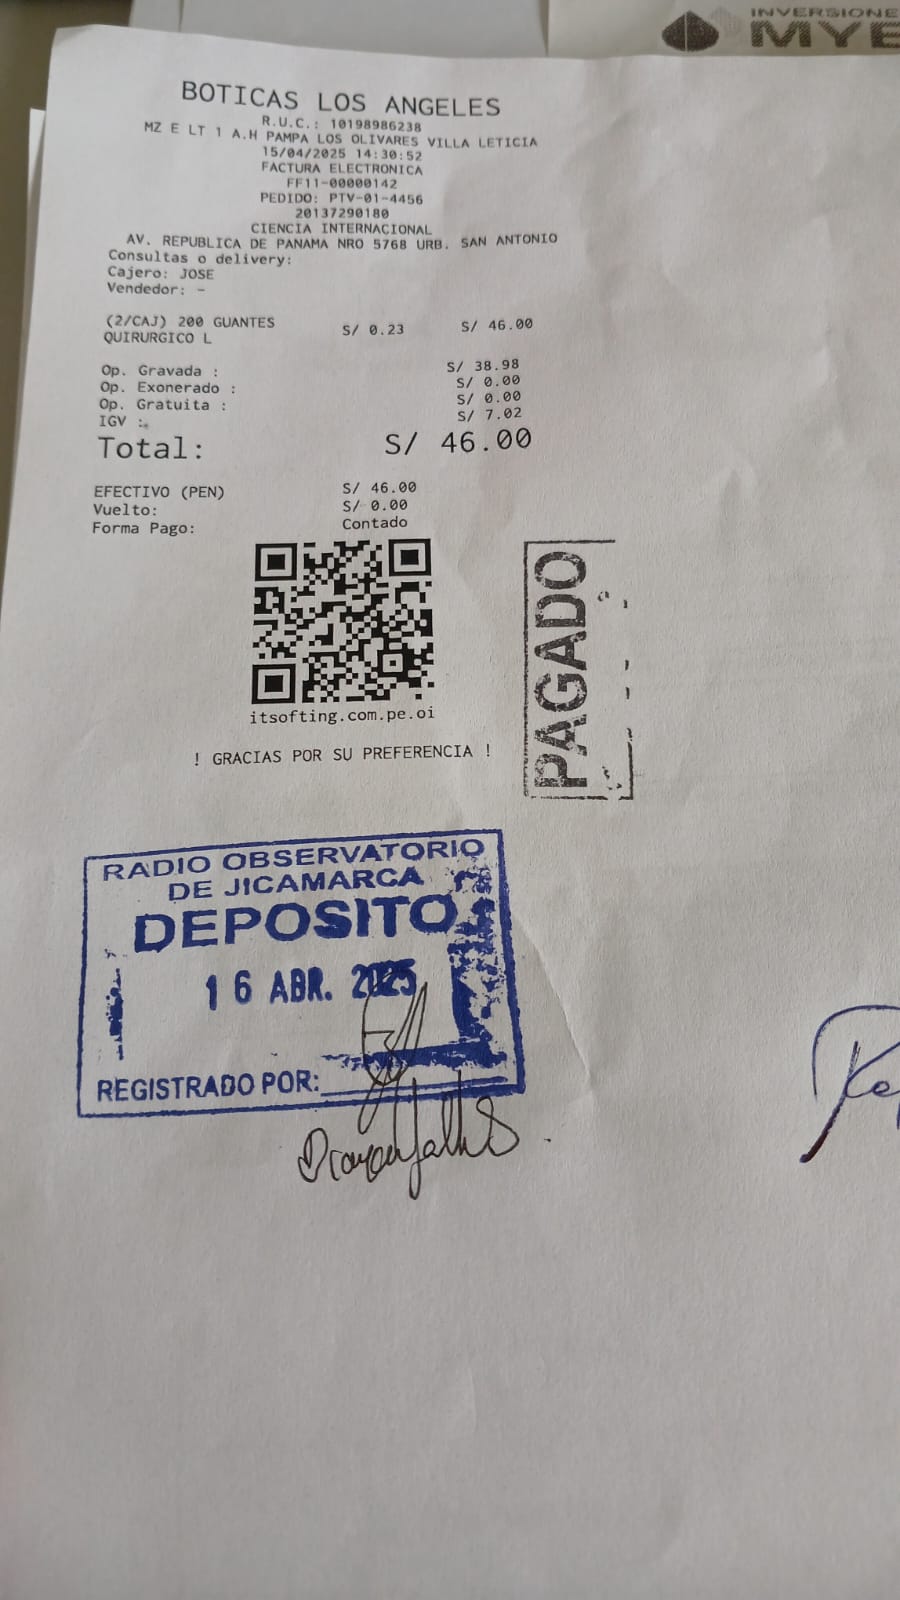 INVERSIONE
MYE
BOTICAS LOS ANGELES
R.U.C.: 10198986238
MZ E LT 1 A.H PAMPA LOS OLIVARES VILLA LETICIA
15/04/2025 14:30:52
FACTURA ELECTRONICA
FF11-00000142
PEDIDO: PTV-01-4456
20137290180
CIENCIA INTERNACIONAL
AV. REPUBLICA DE PANAMA NRO 5768 URB. SAN ANTONIO
Consultas o delivery:
Cajero: JOSE
Vendedor: -
(2/CAJ) 200 GUANTES S/ 0.23 S/ 46.00
QUIRURGICO L
Op. Gravada : S/ 38.98
Op. Exonerado : S/ 0.00
Op. Gratuita : S/ 0.00
IGV : S/ 7.02
Total: S/ 46.00
EFECTIVO (PEN) S/ 46.00
Vuelto: S/ 0.00
Forma Pago: Contado
itsofting.com.pe.oi
PAGADO
! GRACIAS POR SU PREFERENCIA !
RADIO OBSERVATORIO
DE JICAMARCA
DEPOSITO
16 ABR. 2025
REGISTRADO POR: